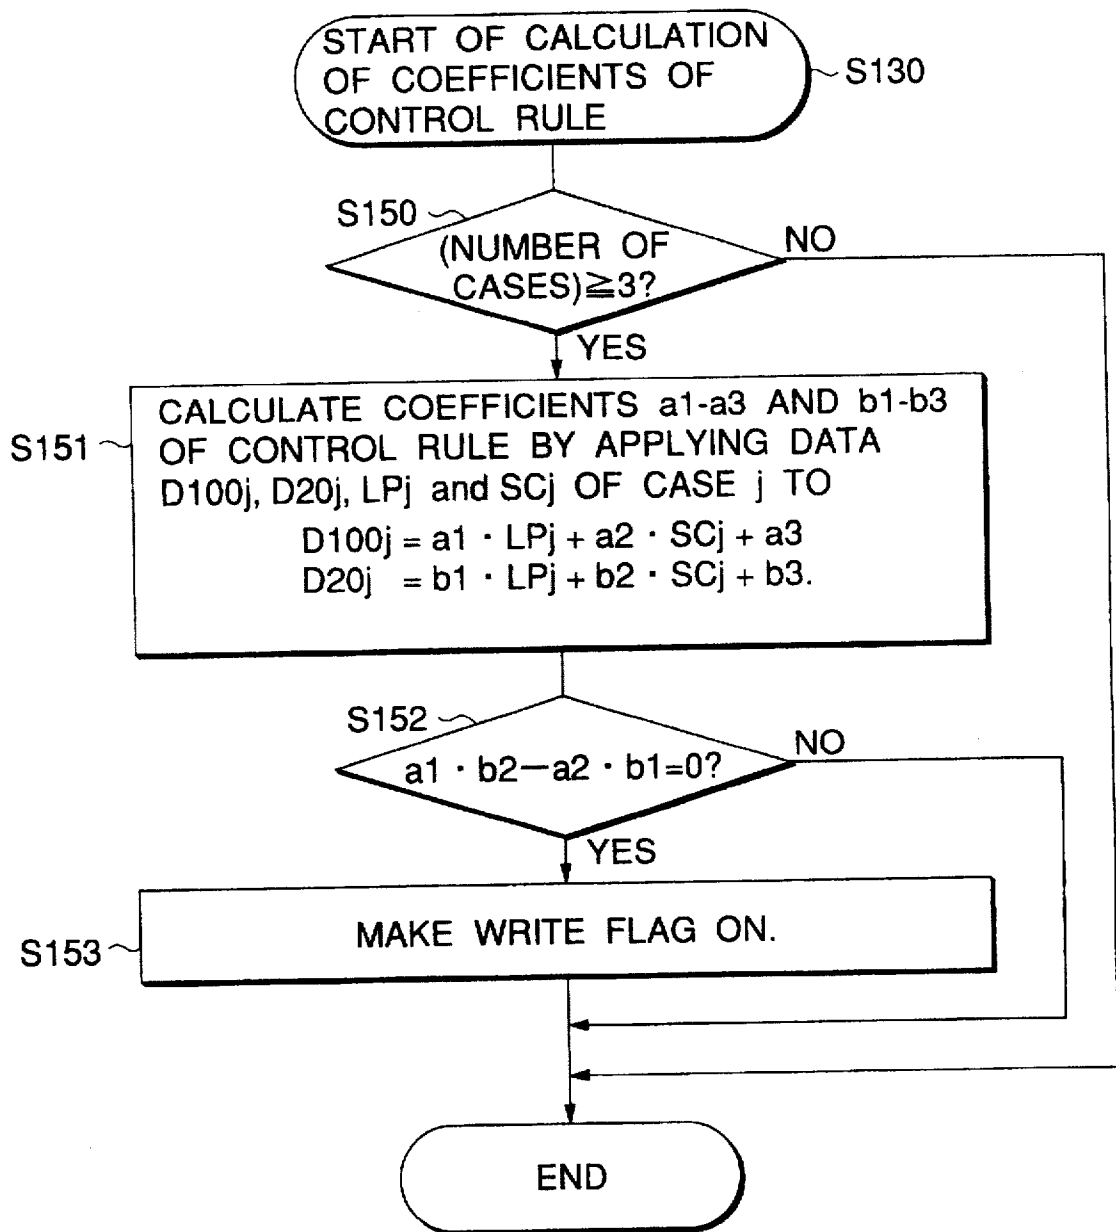 START OF CALCULATION
OF COEFFICIENTS OF
CONTROL RULE
S130
S150
(NUMBER OF
CASES)≧3?
NO
YES
S151
CALCULATE COEFFICIENTS a1-a3 AND b1-b3
OF CONTROL RULE BY APPLYING DATA
D100j, D20j, LPj and SCj OF CASE j TO
D100j = a1 · LPj + a2 · SCj + a3
D20j = b1 · LPj + b2 · SCj + b3.
S152
a1 · b2−a2 · b1=0?
NO
YES
S153
MAKE WRITE FLAG ON.
END